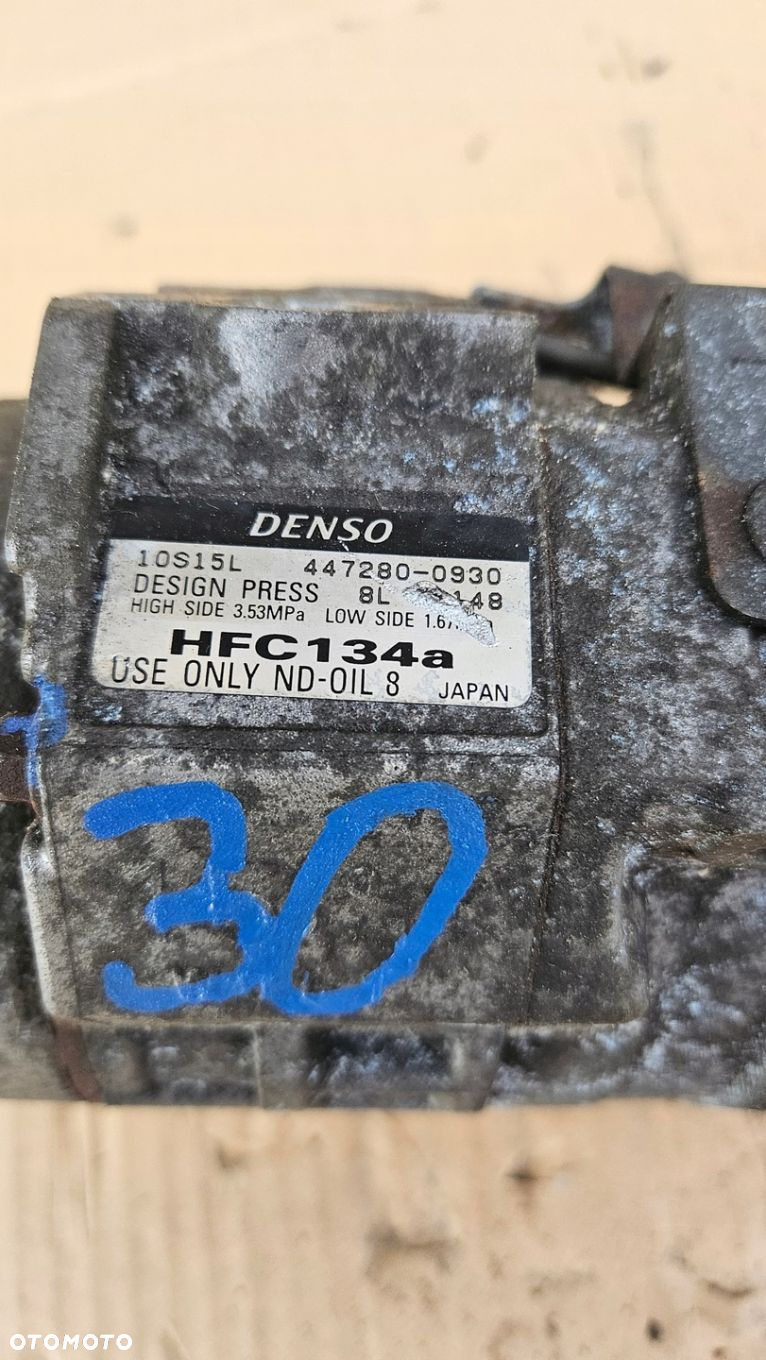 DENSO
10S15L 447280-0930
DESIGN PRESS 8L 148
HIGH SIDE 3.53MPa LOW SIDE
HFC134a
USE ONLY ND-OIL 8 JAPAN
30
OTOMOTO